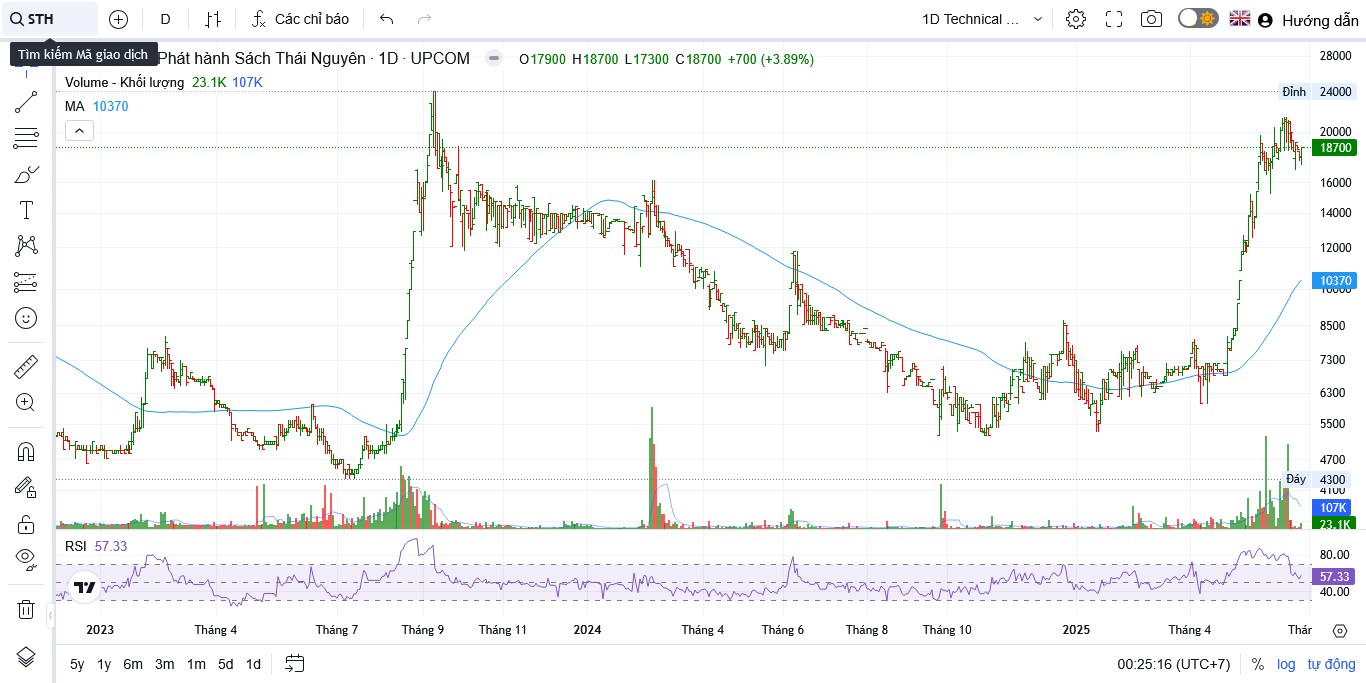 STH
D
Các chỉ báo
1D Technical ...
Hướng dẫn
Tìm kiếm Mã giao dịch
Phát hành Sách Thái Nguyên · 1D · UPCOM
O17900 H18700 L17300 C18700 +700 (+3.89%)
Volume - Khối lượng 23.1K 107K
MA 10370
28000
Đỉnh 24000
20000
18700
16000
14000
12000
10370
10000
8500
7300
6300
5500
4700
Đáy 4300
4100
107K
23.1K
RSI 57.33
80.00
57.33
40.00
2023 Tháng 4 Tháng 7 Tháng 9 Tháng 11 2024 Tháng 4 Tháng 6 Tháng 8 Tháng 10 2025 Tháng 4 Thár
5y 1y 6m 3m 1m 5d 1d
00:25:16 (UTC+7) % log tự động